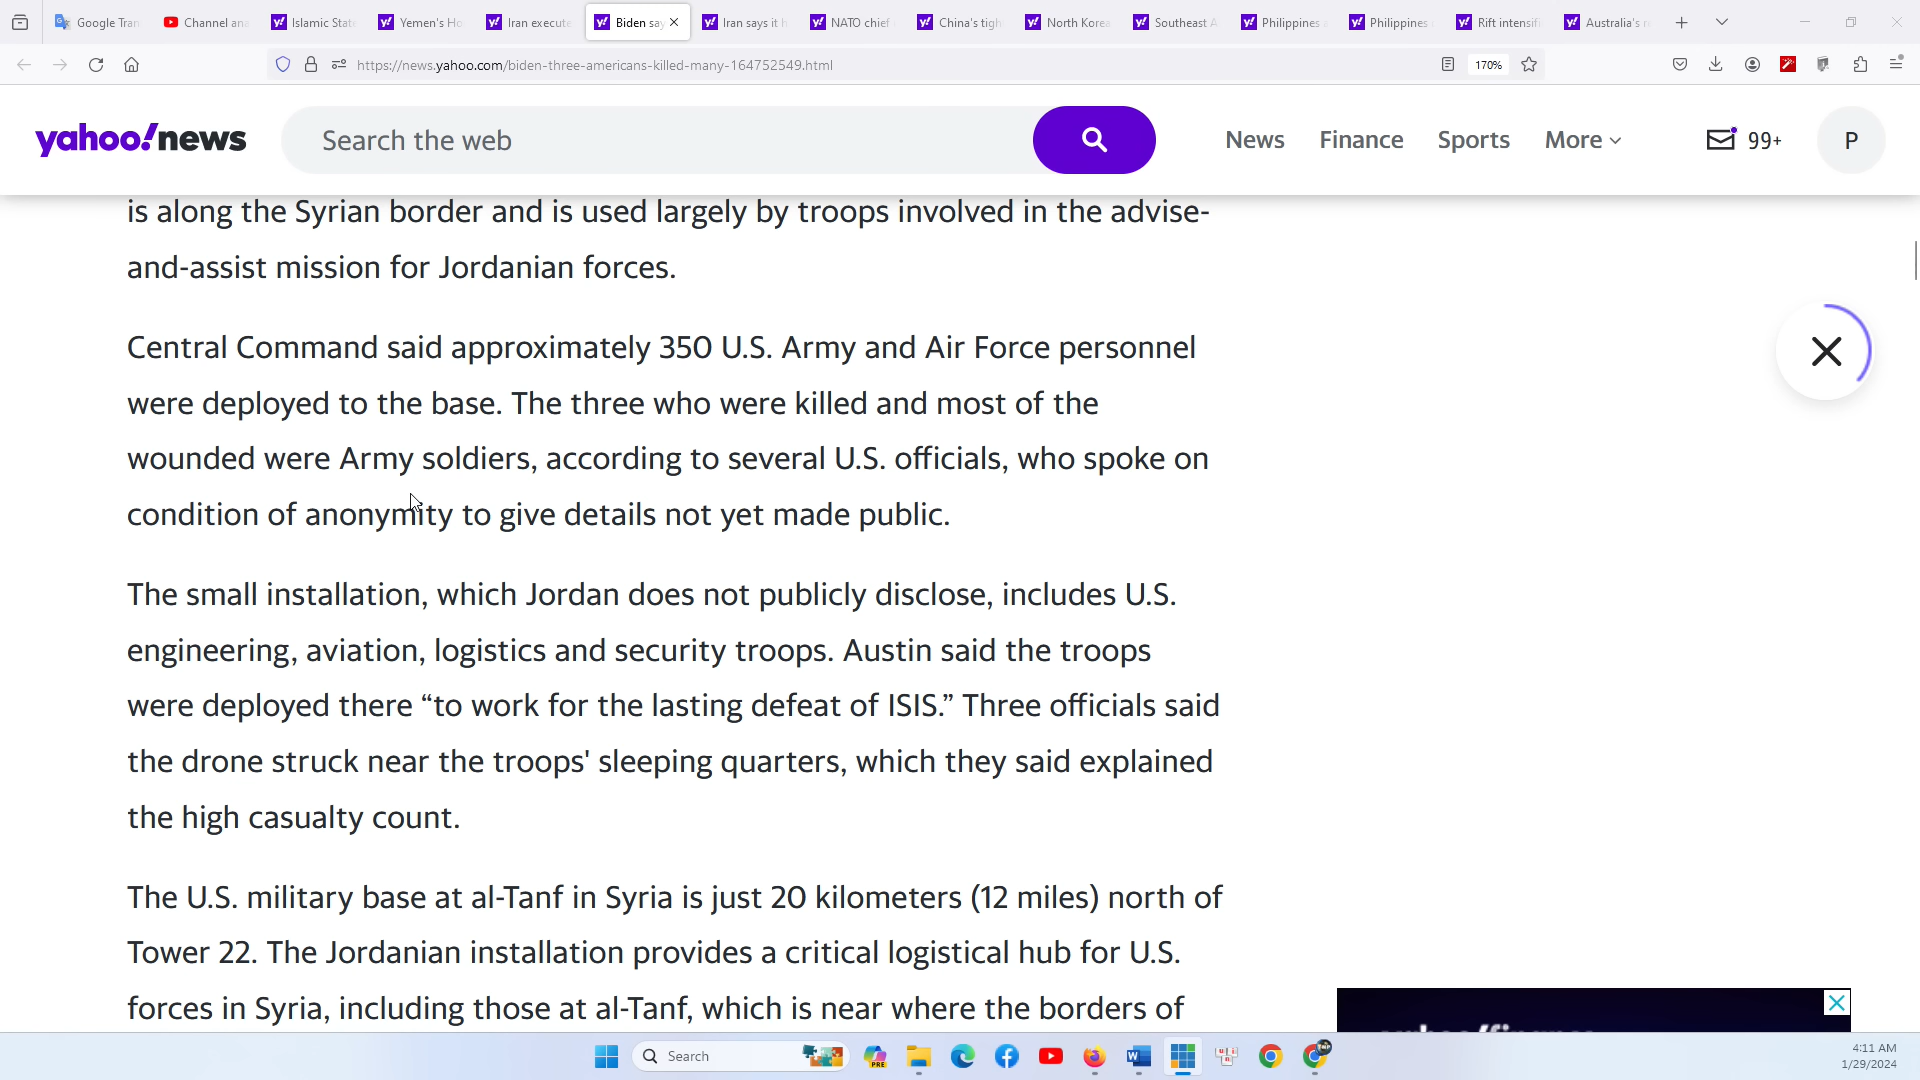 Google Tran
Channel ana
Islamic Stat
Yemen's Ho
Iran execute
Biden say
Iran says it h
NATO chief
China's tigh
North Korea
Southeast A
Philippines a
Philippines
Rift intensifi
Australia's n
https://news.yahoo.com/biden-three-americans-killed-many-164752549.html
170%
yahoo!news
Search the web
News
Finance
Sports
More
99+
P
is along the Syrian border and is used largely by troops involved in the advise-
and-assist mission for Jordanian forces.
Central Command said approximately 350 U.S. Army and Air Force personnel
were deployed to the base. The three who were killed and most of the
wounded were Army soldiers, according to several U.S. officials, who spoke on
condition of anonymity to give details not yet made public.
The small installation, which Jordan does not publicly disclose, includes U.S.
engineering, aviation, logistics and security troops. Austin said the troops
were deployed there “to work for the lasting defeat of ISIS.” Three officials said
the drone struck near the troops' sleeping quarters, which they said explained
the high casualty count.
The U.S. military base at al-Tanf in Syria is just 20 kilometers (12 miles) north of
Tower 22. The Jordanian installation provides a critical logistical hub for U.S.
forces in Syria, including those at al-Tanf, which is near where the borders of
Search
4:11 AM
1/29/2024